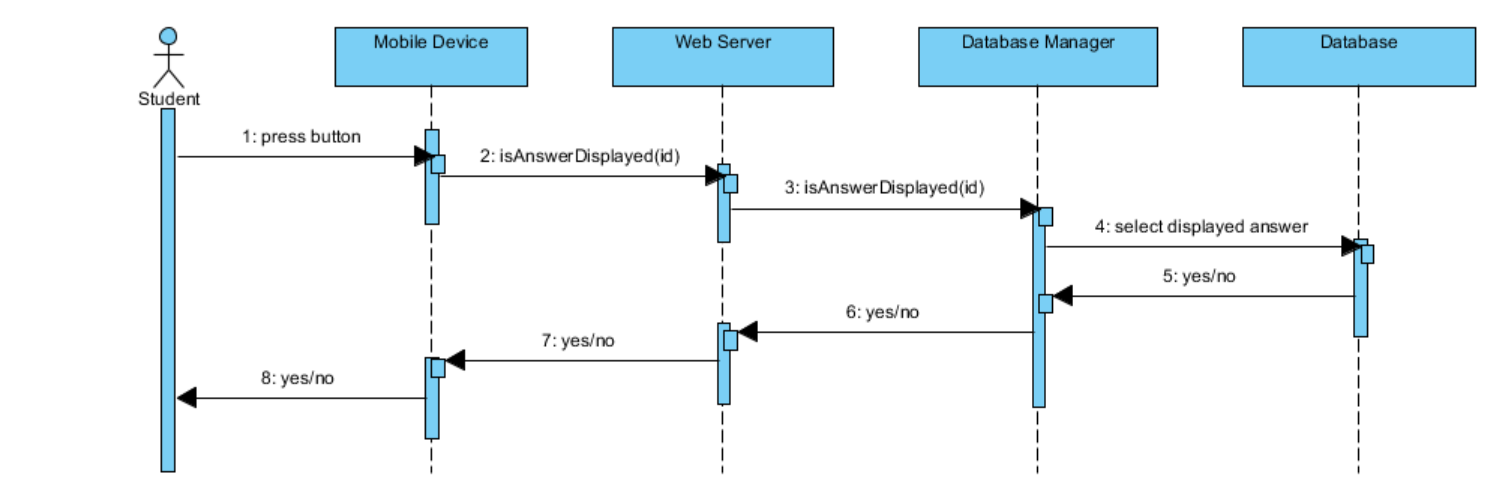 Mobile Device
Web Server
Database Manager
Database
Student
1: press button
2: isAnswerDisplayed(id)
3: isAnswerDisplayed(id)
4: select displayed answer
5: yes/no
6: yes/no
7: yes/no
8: yes/no